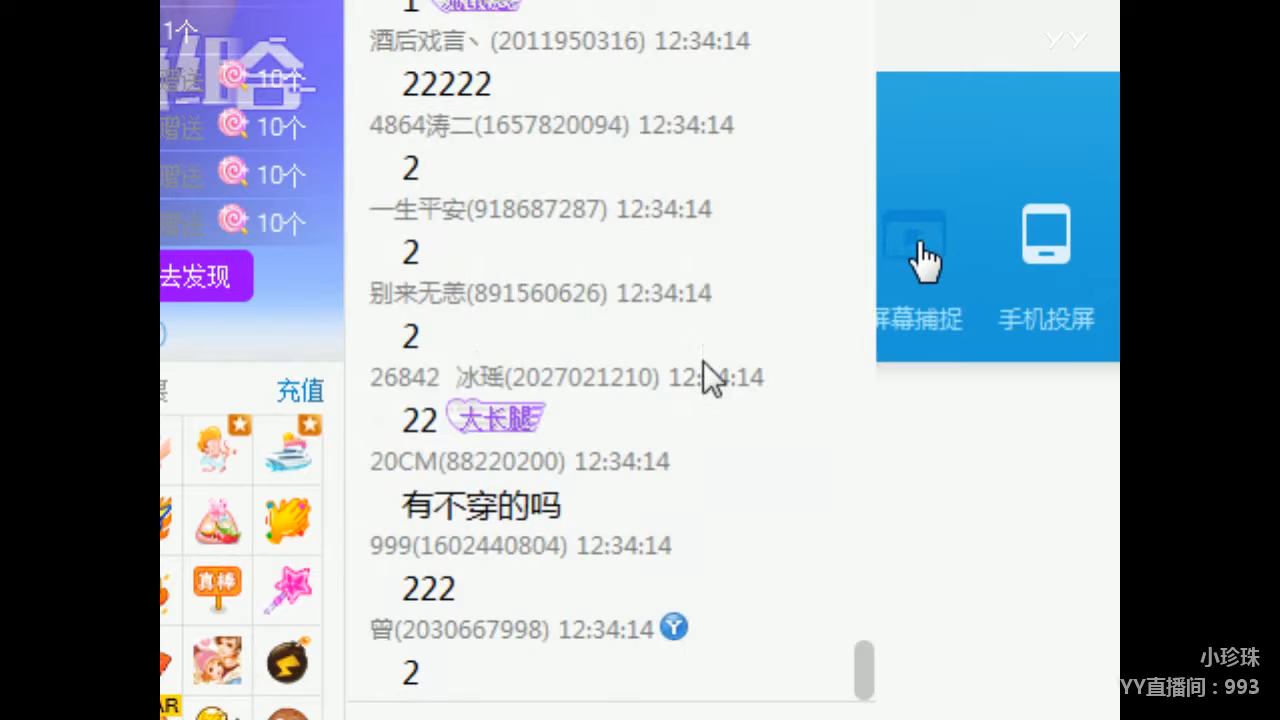 1个
10个
赠送 10个
赠送 10个
赠送 10个
去发现
充值
真棒
1
酒后戏言丶(2011950316) 12:34:14
22222
4864涛二(1657820094) 12:34:14
2
一生平安(918687287) 12:34:14
2
别来无恙(891560626) 12:34:14
2
26842 冰瑶(2027021210) 12:34:14
22 大长腿
20CM(88220200) 12:34:14
有不穿的吗
999(1602440804) 12:34:14
222
曾(2030667998) 12:34:14
2
YY
屏幕捕捉
手机投屏
小珍珠
YY直播间：993